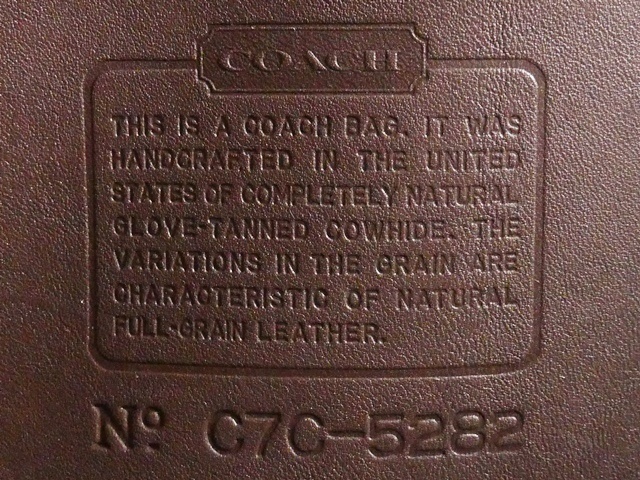 COACH
THIS IS A COACH BAG. IT WAS
HANDCRAFTED IN THE UNITED
STATES OF COMPLETELY NATURAL
GLOVE-TANNED COWHIDE. THE
VARIATIONS IN THE GRAIN ARE
CHARACTERISTIC OF NATURAL
FULL-GRAIN LEATHER.
Nº C7C-5282